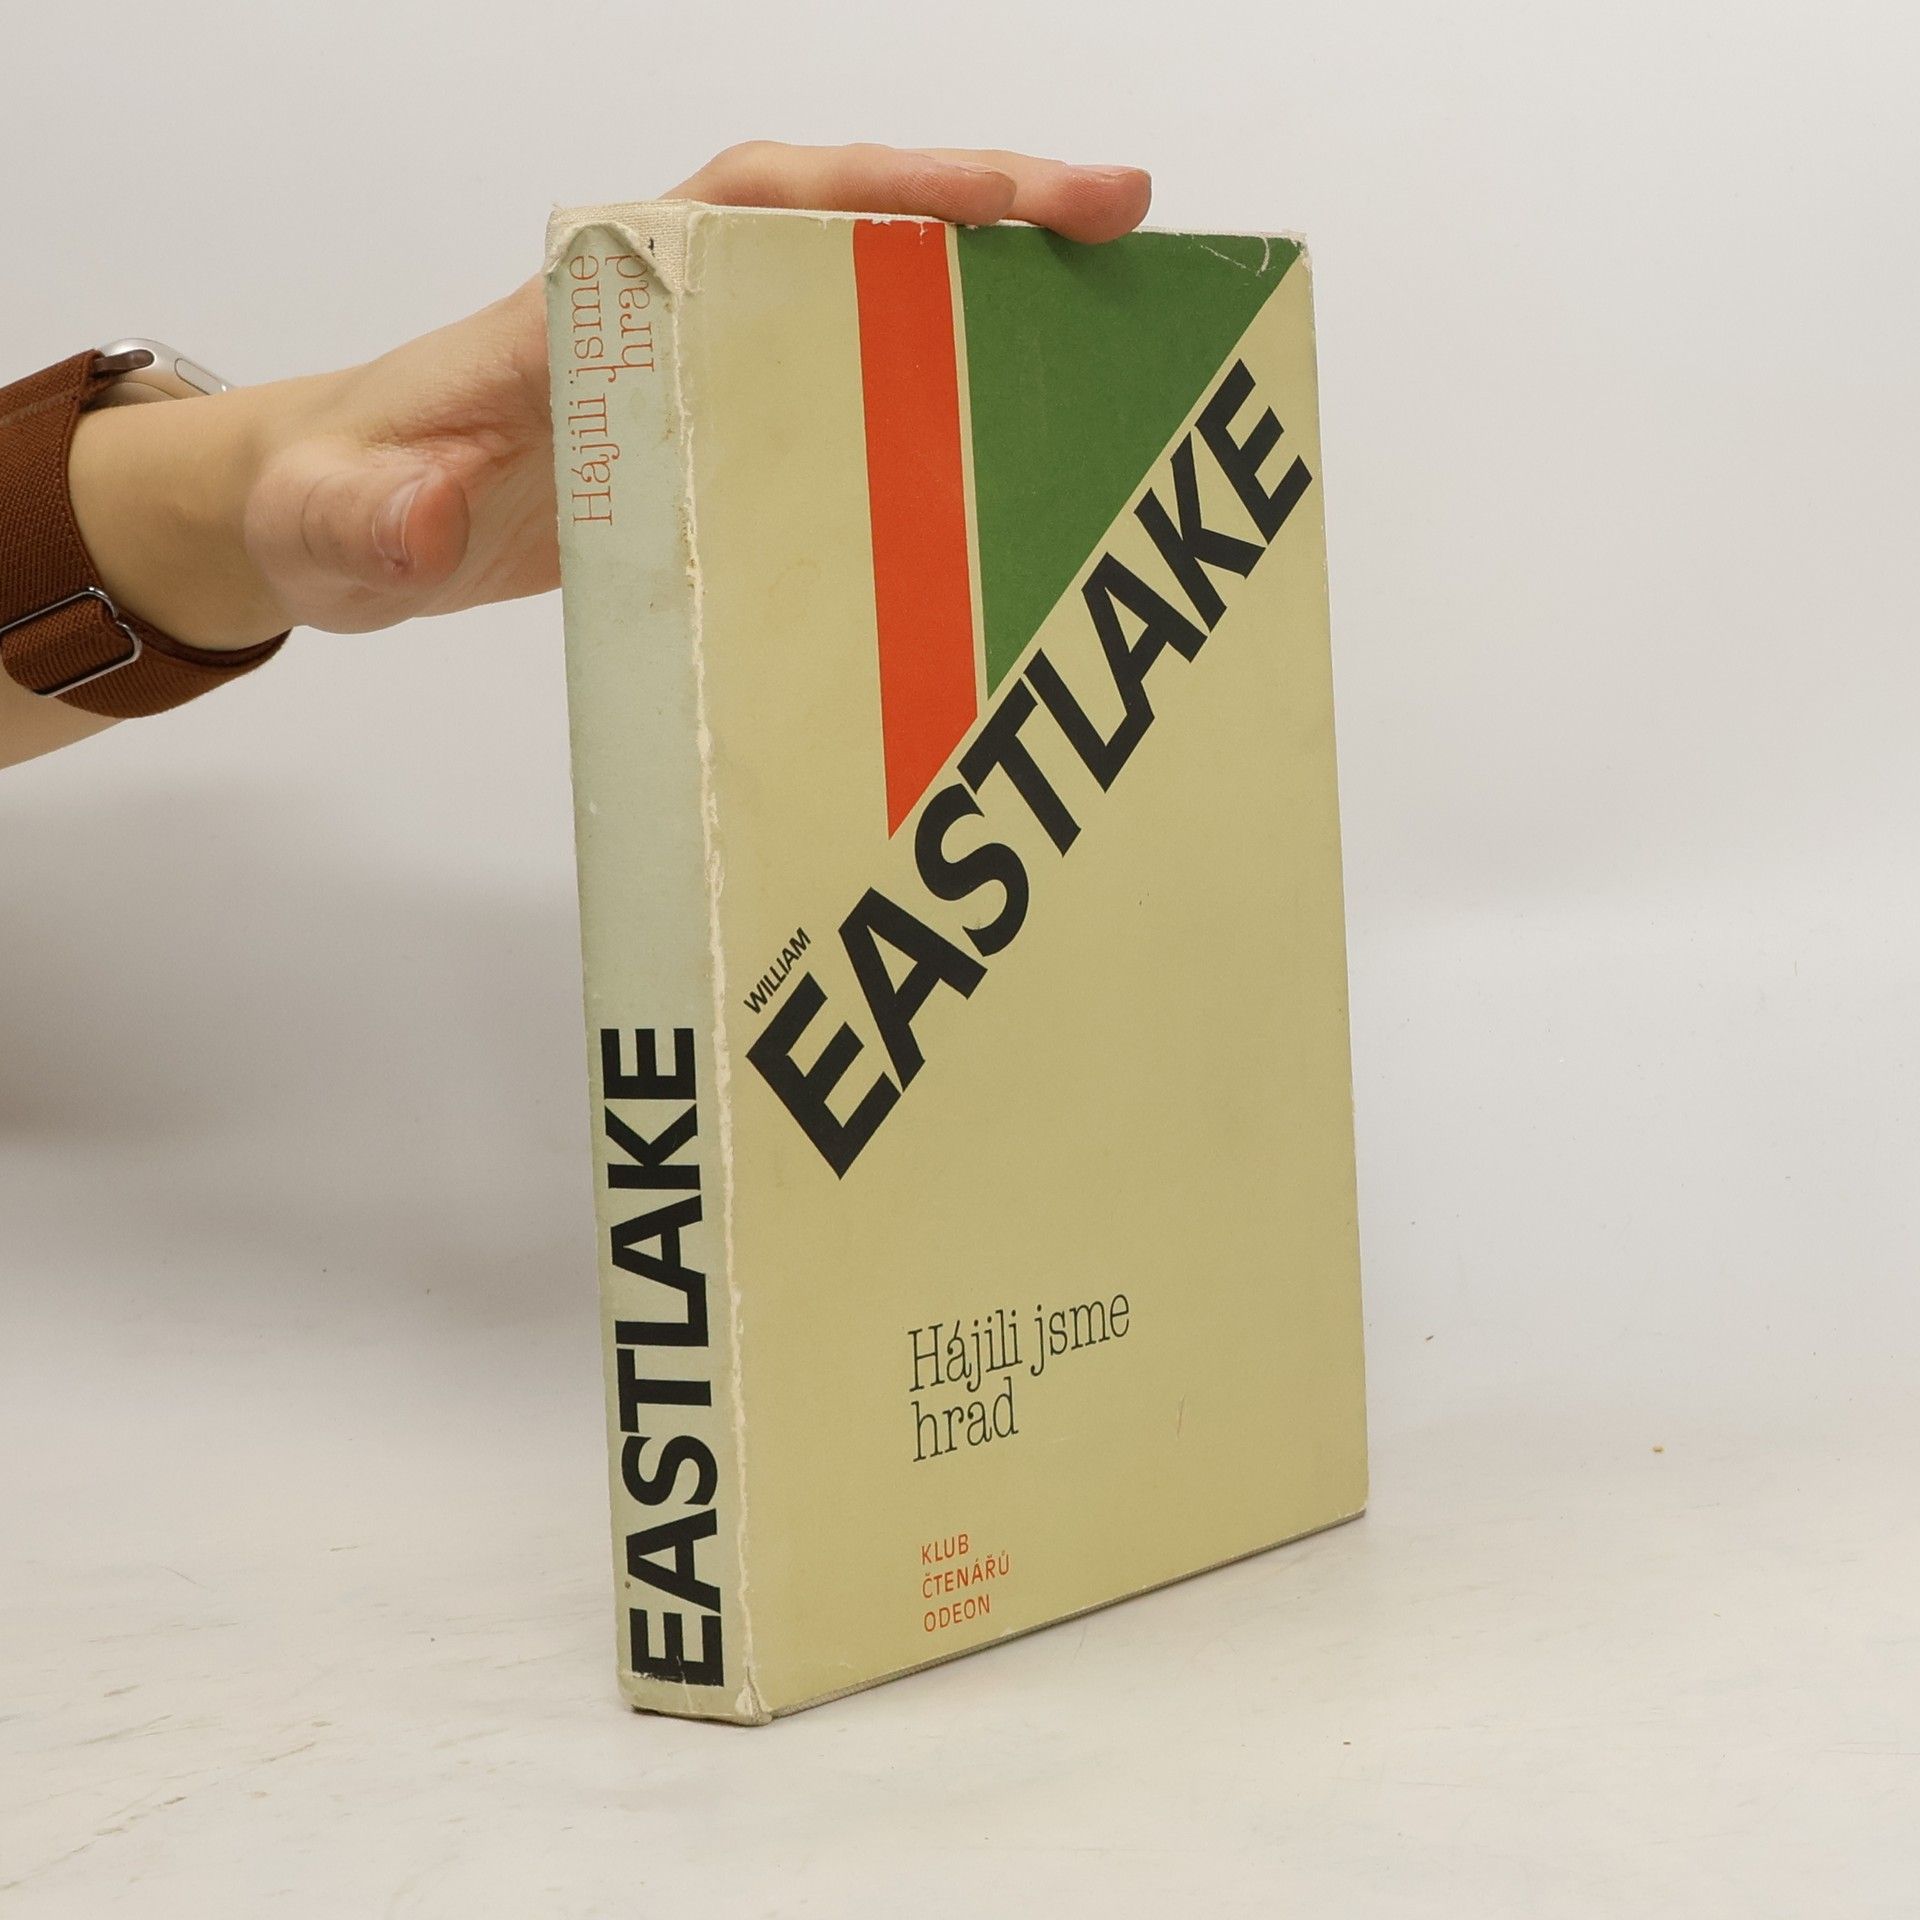 Hájili jsme
hrad
EASTLAKE
WILLIAM
EASTLAKE
Hájili jsme
hrad
KLUB
ČTENÁŘŮ
ODEON